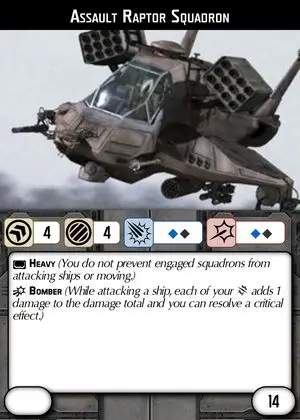 ASSAULT RAPTOR SQUADRON
4 4
HEAVY (You do not prevent engaged squadrons from
attacking ships or moving.)
BOMBER (While attacking a ship, each of your adds 1
damage to the damage total and you can resolve a critical
effect.)
14